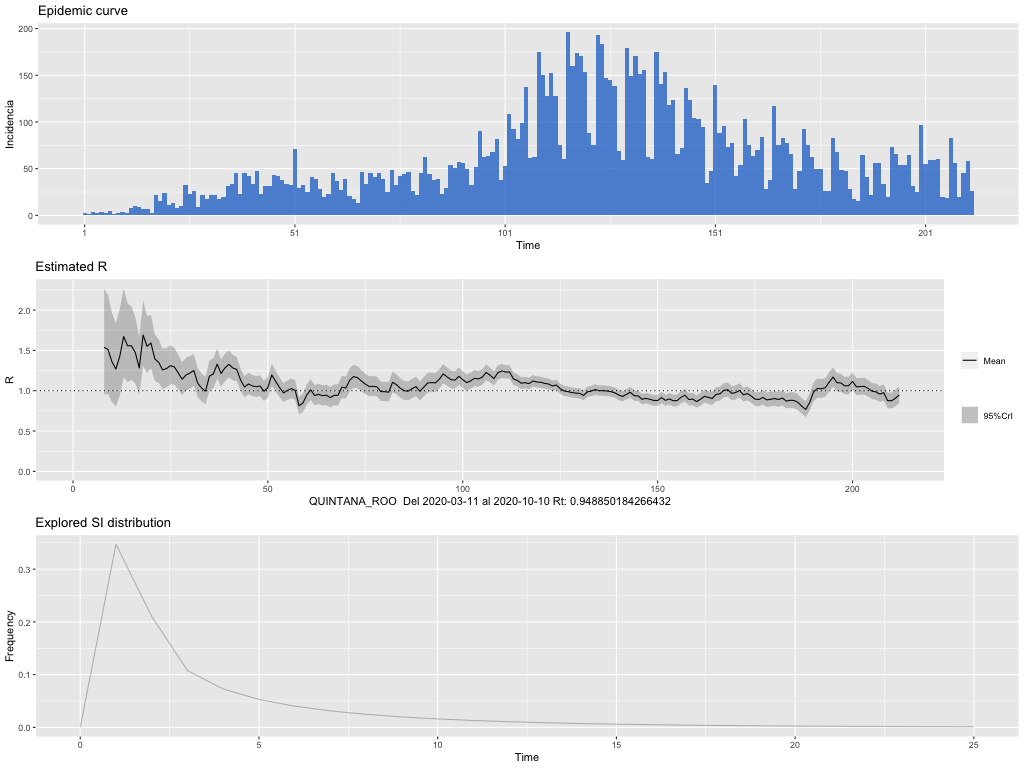 Epidemic curve
200
150
100
50
0
Incidencia
1 51 101 151 201
Time
Estimated R
2.0
1.5
1.0
0.5
0.0
R
Mean
95%CrI
0 50 100 150 200
QUINTANA_ROO Del 2020-03-11 al 2020-10-10 Rt: 0.948850184266432
Explored SI distribution
0.3
0.2
0.1
0.0
Frequency
0 5 10 15 20 25
Time